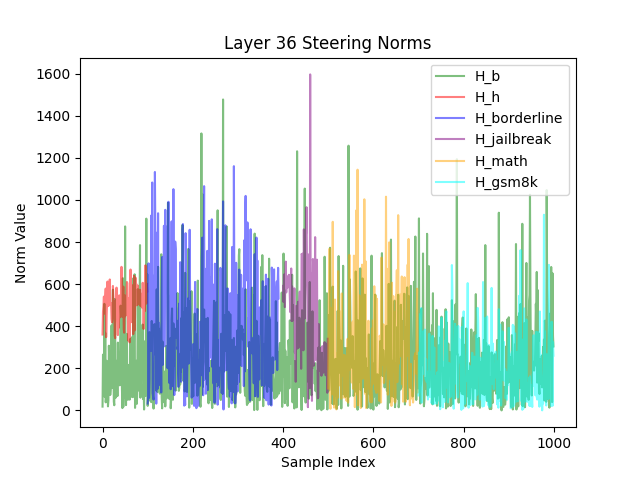 Layer 36 Steering Norms
Norm Value
1600
1400
1200
1000
800
600
400
200
0
H_b
H_h
H_borderline
H_jailbreak
H_math
H_gsm8k
0
200
400
600
800
1000
Sample Index